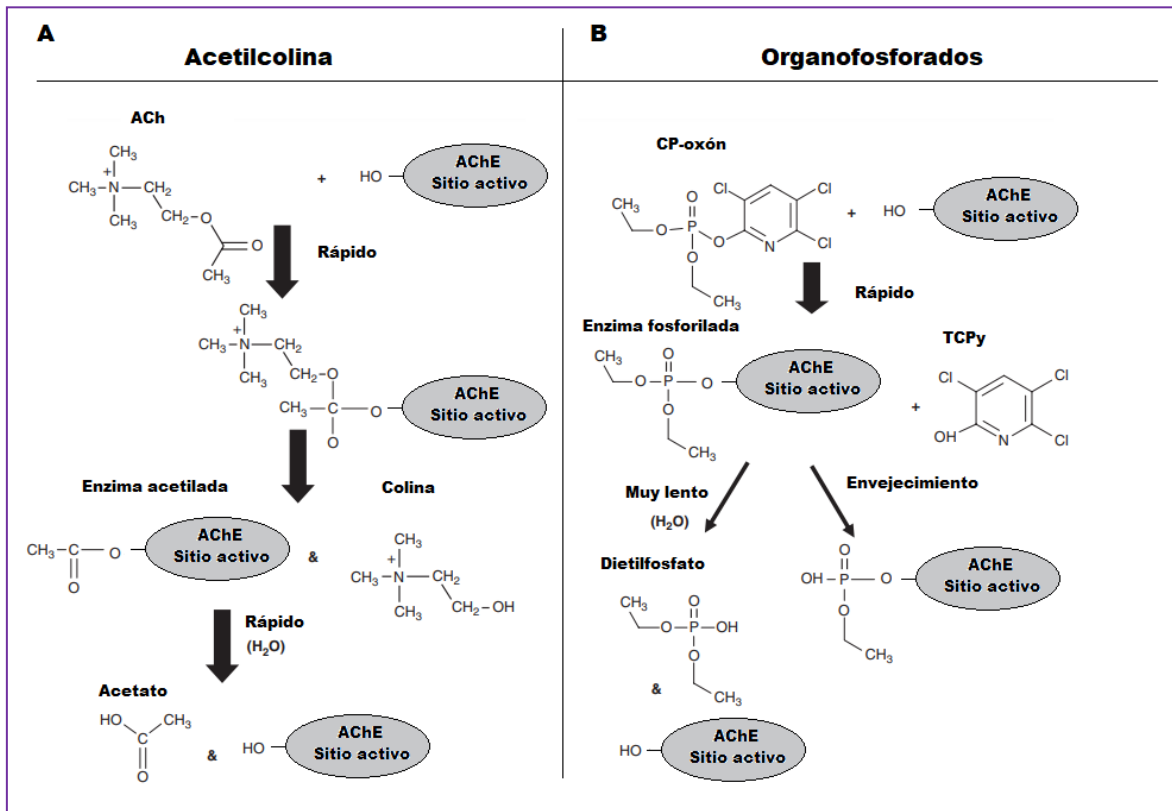 A
Acetilcolina
ACh
CH3
+
CH3-N-CH2
CH3 CH2-O
O
CH3
+
HO
AChE
Sitio activo
Rápido
CH3
+
CH3-N-CH2
CH3 CH2-O
CH3-C-O
O
AChE
Sitio activo
Enzima acetilada
CH3-C-O
O
AChE
Sitio activo
&
Colina
CH3
+
CH3-N-CH2
CH3 CH2-OH
Rápido
(H2O)
Acetato
HO CH3
O
&
HO
AChE
Sitio activo
B
Organofosforados
CP-oxón
CH3 O Cl Cl
O-P-O N Cl
O
CH3
+
HO
AChE
Sitio activo
Rápido
Enzima fosforilada
CH3 O
O-P-O
O
CH3
AChE
Sitio activo
+
TCPy
Cl Cl
OH N Cl
Muy lento
(H2O)
Envejecimiento
Dietilfosfato
CH3 O
O-P-OH
O
CH3
&
HO
AChE
Sitio activo
O
OH-P-O
O
CH3
AChE
Sitio activo